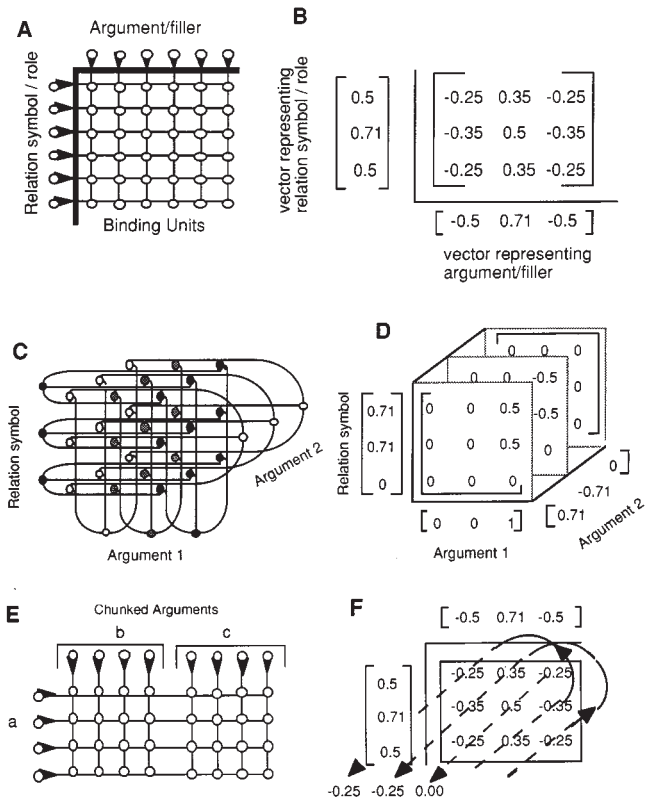 A
Argument/filler
Relation symbol / role
Binding Units
B
vector representing
relation symbol / role
0.5
0.71
0.5
-0.25 0.35 -0.25
-0.35 0.5 -0.35
-0.25 0.35 -0.25
-0.5 0.71 -0.5
vector representing
argument/filler
C
Relation symbol
Argument 2
Argument 1
D
Relation symbol
0.71
0.71
0
0 0 0
0
0
0 0 -0.5
-0.5
0
0 0 0.5
0 0 0.5
0 0 0
0 0 1
Argument 1
0
-0.71
0.71
Argument 2
E
Chunked Arguments
b c
a
F
-0.5 0.71 -0.5
0.5
0.71
0.5
-0.25 0.35 -0.25
-0.35 0.5 -0.35
-0.25 0.35 -0.25
-0.25 -0.25 0.00